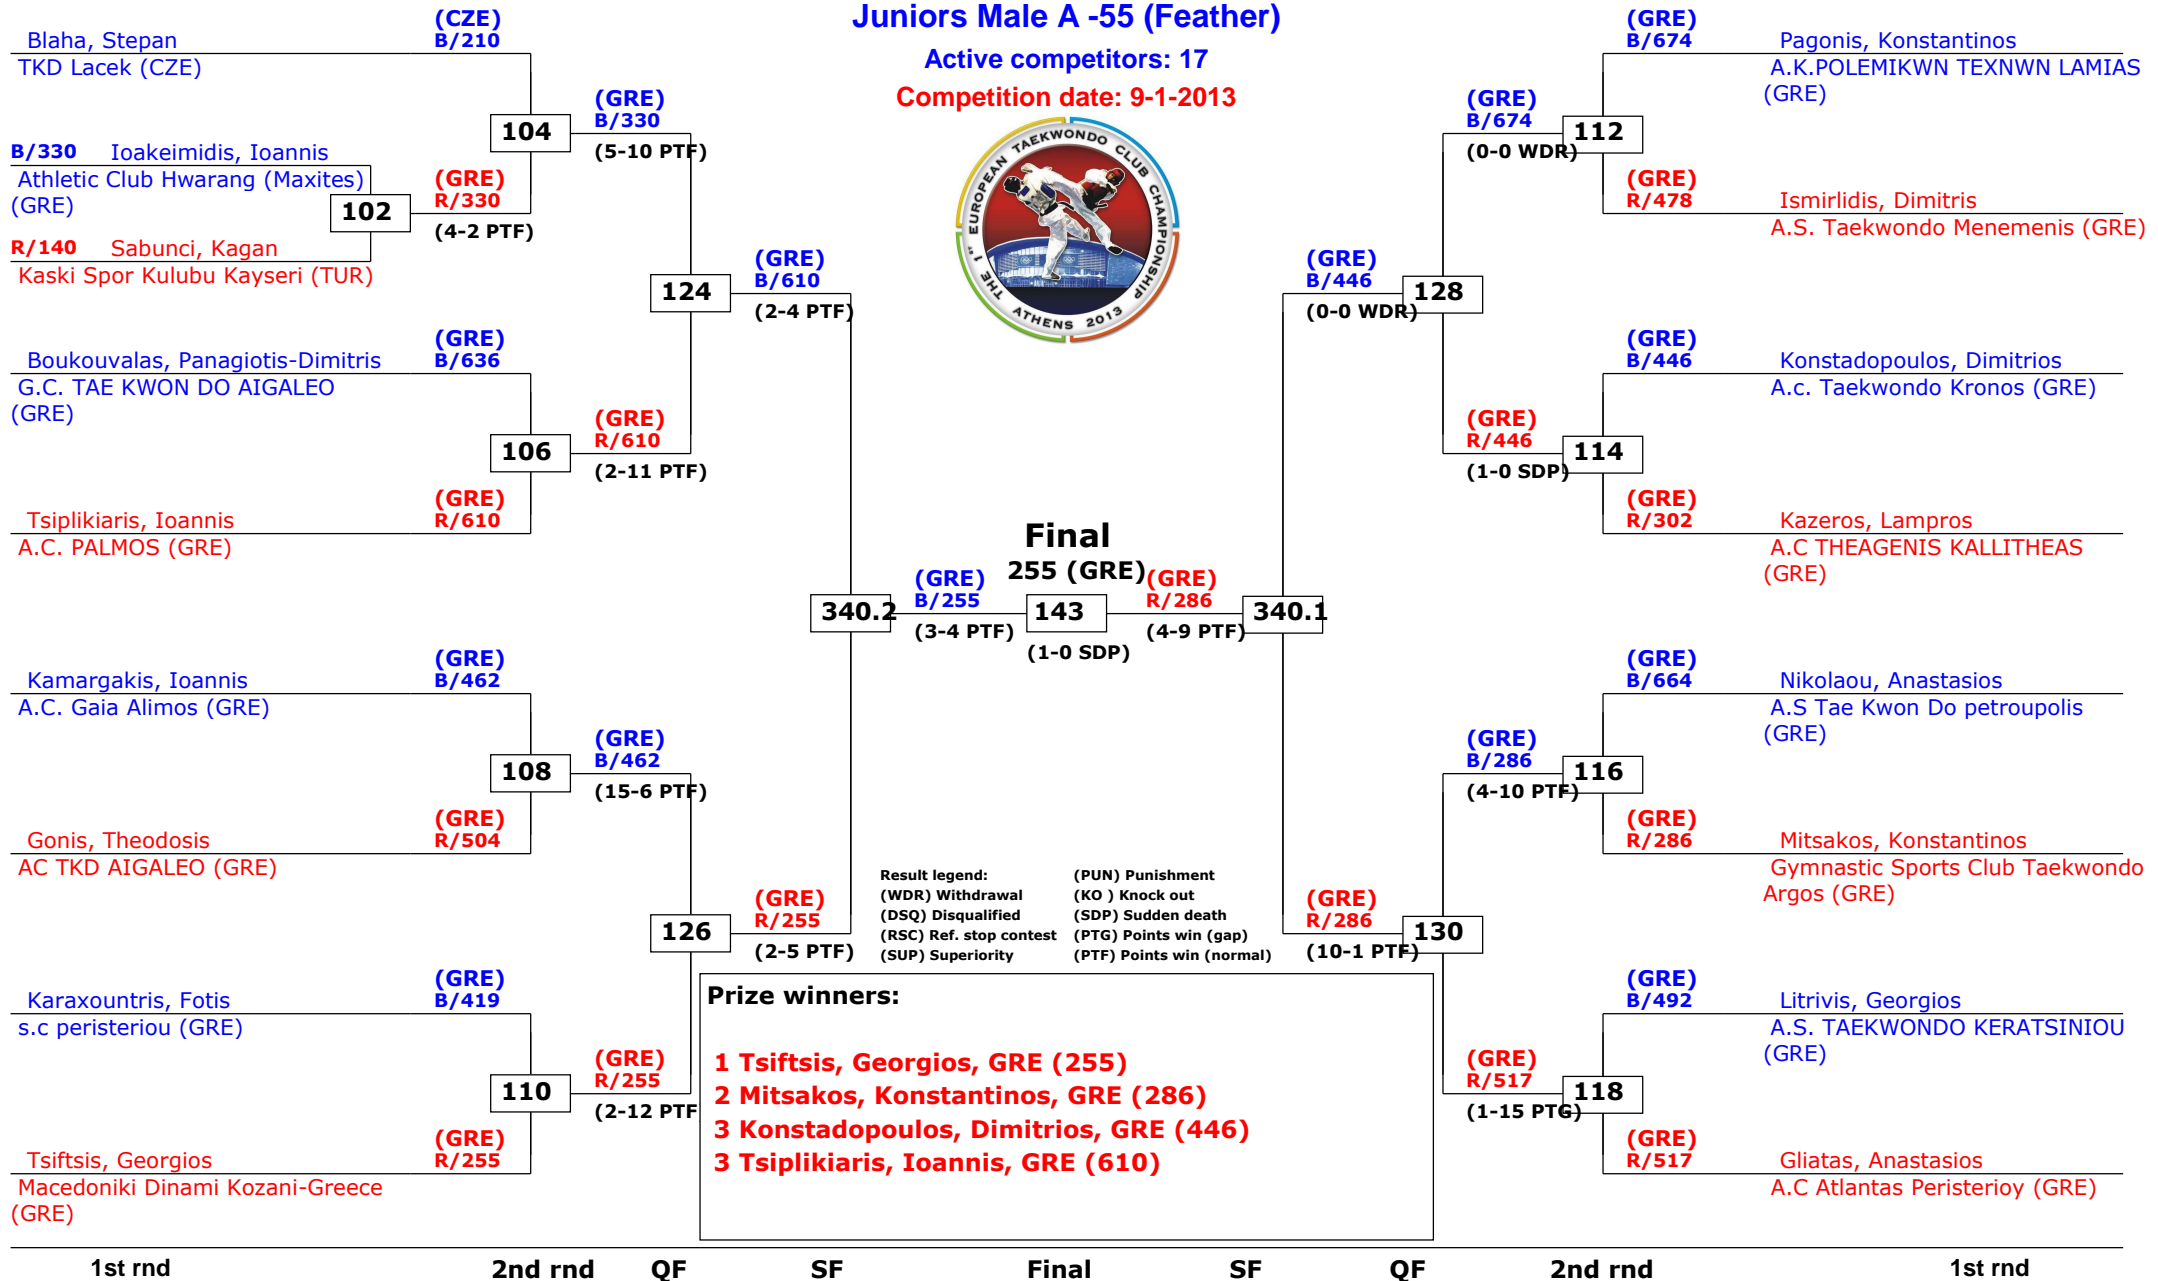 Juniors Male A -55 (Feather)
Active competitors: 17
Competition date: 9-1-2013
THE 1st EUROPEAN TAEKWONDO CLUB CHAMPIONSHIP
ATHENS 2013
(CZE)
Blaha, Stepan B/210
TKD Lacek (CZE)
104
(GRE)
B/330
(5-10 PTF)
B/330 Ioakeimidis, Ioannis
Athletic Club Hwarang (Maxites)
(GRE)
102
(GRE)
R/330
(4-2 PTF)
R/140 Sabunci, Kagan
Kaski Spor Kulubu Kayseri (TUR)
124
(GRE)
B/610
(2-4 PTF)
(GRE)
Boukouvalas, Panagiotis-Dimitris B/636
G.C. TAE KWON DO AIGALEO
(GRE)
106
(GRE)
R/610
(2-11 PTF)
(GRE)
Tsiplikiaris, Ioannis R/610
A.C. PALMOS (GRE)
340.2
(GRE)
B/255
(3-4 PTF)
(GRE)
Kamargakis, Ioannis B/462
A.C. Gaia Alimos (GRE)
108
(GRE)
B/462
(15-6 PTF)
(GRE)
Gonis, Theodosis R/504
AC TKD AIGALEO (GRE)
126
(GRE)
R/255
(2-5 PTF)
(GRE)
Karaxountris, Fotis B/419
s.c peristeriou (GRE)
110
(GRE)
R/255
(2-12 PTF
(GRE)
Tsiftsis, Georgios R/255
Macedoniki Dinami Kozani-Greece
(GRE)
Final
255 (GRE)
143
(1-0 SDP)
(GRE)
R/286
(4-9 PTF)
340.1
(GRE)
B/674 Pagonis, Konstantinos
A.K.POLEMIKWN TEXNWN LAMIAS
(GRE)
(GRE)
B/674
(0-0 WDR)
112
(GRE)
R/478 Ismirlidis, Dimitris
A.S. Taekwondo Menemenis (GRE)
(GRE)
B/446
(0-0 WDR)
128
(GRE)
B/446 Konstadopoulos, Dimitrios
A.c. Taekwondo Kronos (GRE)
(GRE)
R/446
(1-0 SDP)
114
(GRE)
R/302 Kazeros, Lampros
A.C THEAGENIS KALLITHEAS
(GRE)
(GRE)
B/664 Nikolaou, Anastasios
A.S Tae Kwon Do petroupolis
(GRE)
(GRE)
B/286
(4-10 PTF)
116
(GRE)
R/286 Mitsakos, Konstantinos
Gymnastic Sports Club Taekwondo
Argos (GRE)
(GRE)
R/286
(10-1 PTF)
130
(GRE)
B/492 Litrivis, Georgios
A.S. TAEKWONDO KERATSINIOU
(GRE)
(GRE)
R/517
(1-15 PTG)
118
(GRE)
R/517 Gliatas, Anastasios
A.C Atlantas Peristerioy (GRE)
Result legend: (PUN) Punishment
(WDR) Withdrawal (KO ) Knock out
(DSQ) Disqualified (SDP) Sudden death
(RSC) Ref. stop contest (PTG) Points win (gap)
(SUP) Superiority (PTF) Points win (normal)
Prize winners:
1 Tsiftsis, Georgios, GRE (255)
2 Mitsakos, Konstantinos, GRE (286)
3 Konstadopoulos, Dimitrios, GRE (446)
3 Tsiplikiaris, Ioannis, GRE (610)
1st rnd 2nd rnd QF SF Final SF QF 2nd rnd 1st rnd